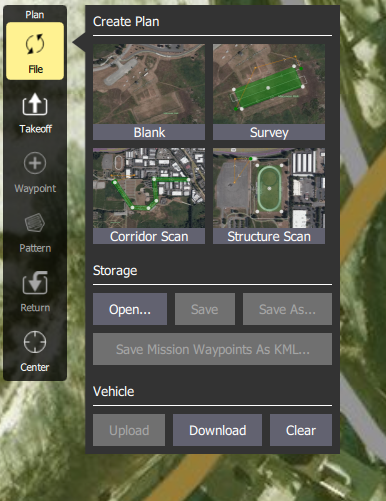 Plan
File
Takeoff
Waypoint
Pattern
Return
Center
Create Plan
Blank
Survey
Corridor Scan
Structure Scan
Storage
Open...
Save
Save As...
Save Mission Waypoints As KML...
Vehicle
Upload
Download
Clear